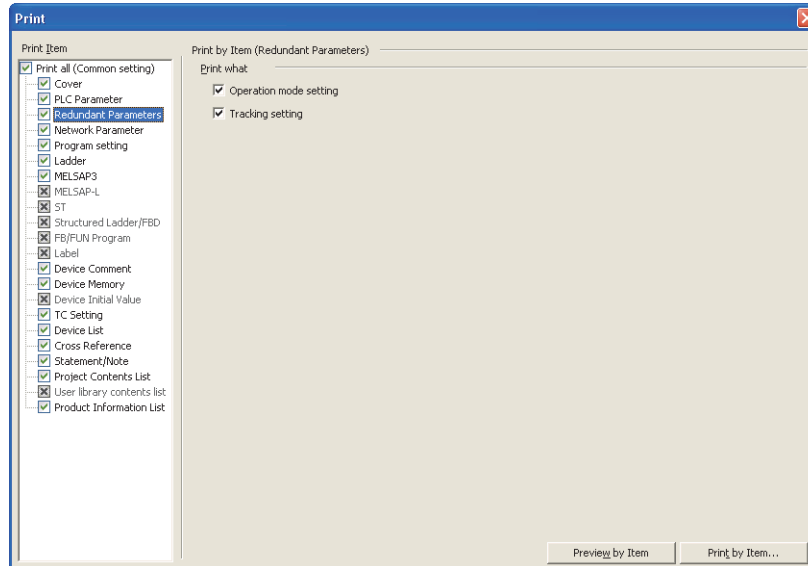 Print
Print Item
Print all (Common setting)
Cover
PLC Parameter
Redundant Parameters
Network Parameter
Program setting
Ladder
MELSAP3
MELSAP-L
ST
Structured Ladder/FBD
FB/FUN Program
Label
Device Comment
Device Memory
Device Initial Value
TC Setting
Device List
Cross Reference
Statement/Note
Project Contents List
User library contents list
Product Information List
Print by Item (Redundant Parameters)
Print what
Operation mode setting
Tracking setting
Preview by Item
Print by Item...